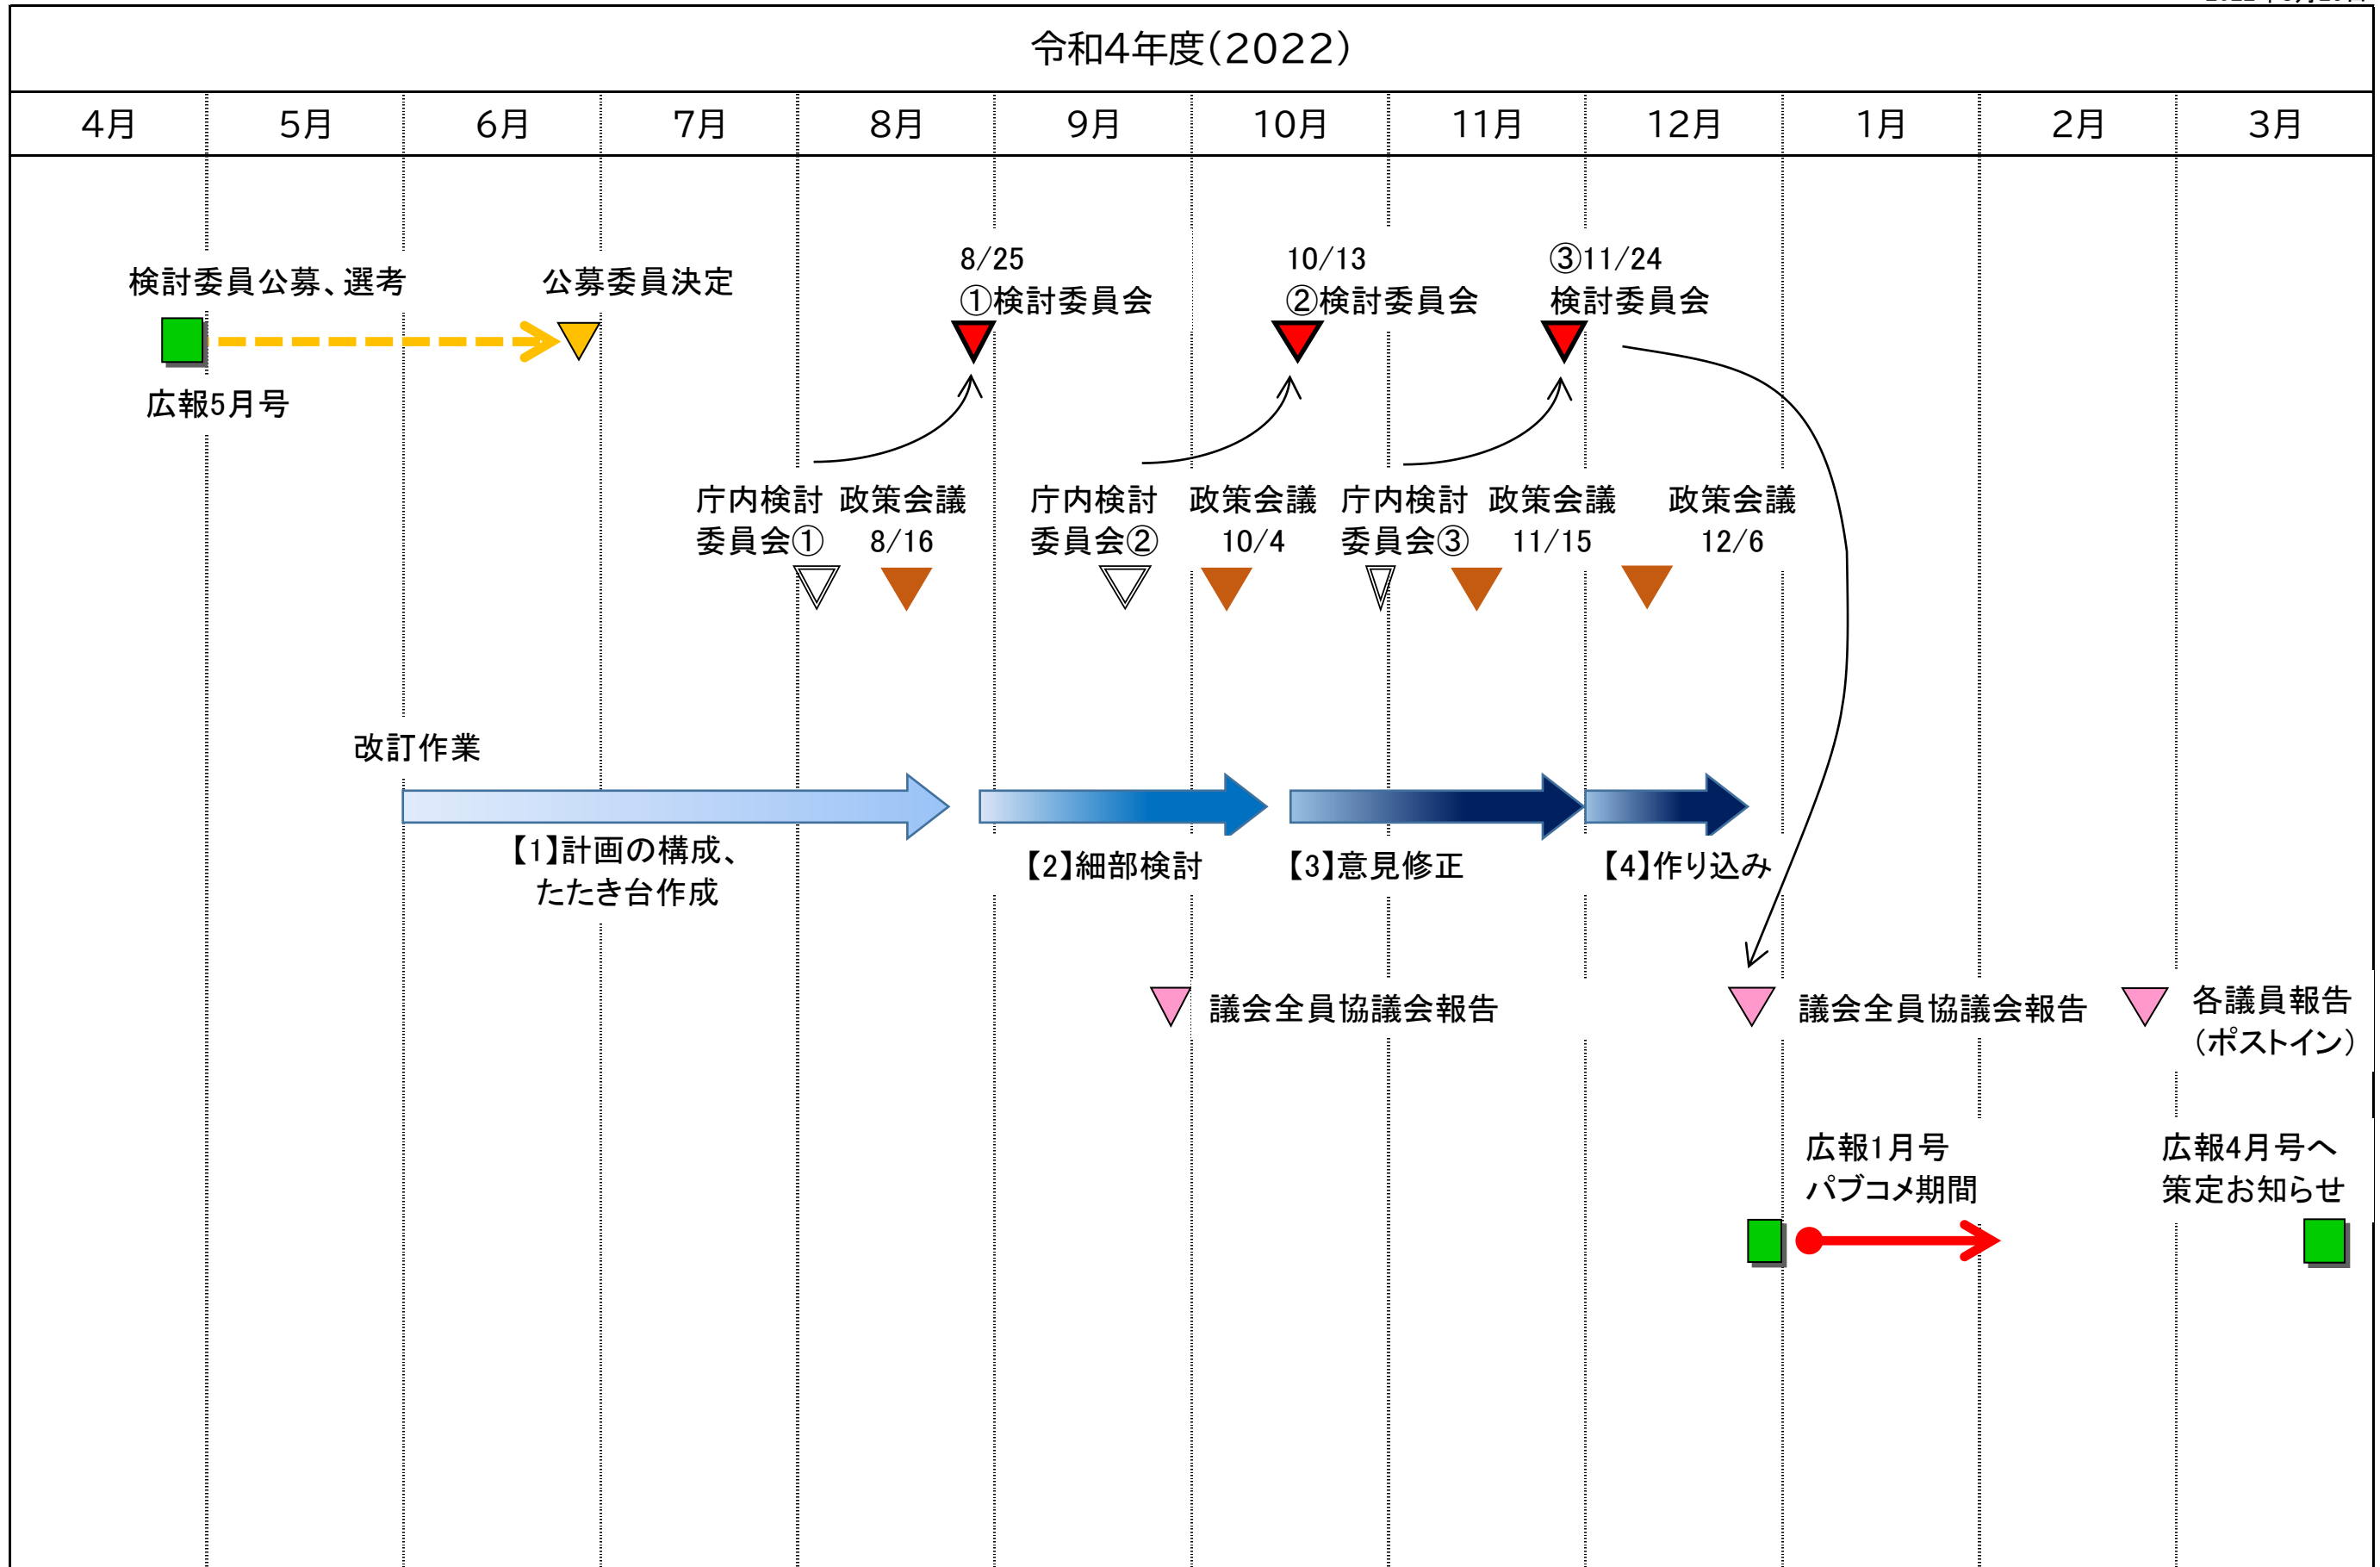 令和4年度(2022)
4月
5月
6月
7月
8月
9月
10月
11月
12月
1月
2月
3月
検討委員公募、選考
公募委員決定
8/25
①検討委員会
10/13
②検討委員会
③11/24
検討委員会
広報5月号
庁内検討
委員会①
政策会議
8/16
庁内検討
委員会②
政策会議
10/4
庁内検討
委員会③
政策会議
11/15
政策会議
12/6
改訂作業
【1】計画の構成、
たたき台作成
【2】細部検討
【3】意見修正
【4】作り込み
議会全員協議会報告
議会全員協議会報告
各議員報告
(ポストイン)
広報1月号
パブコメ期間
広報4月号へ
策定お知らせ